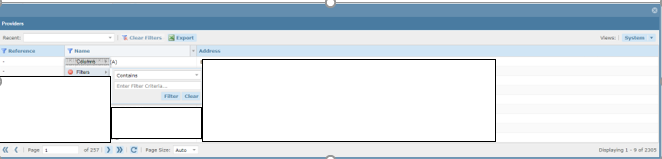 Providers
Recent: Clear Filters Export Views: System
Reference Name Address
- Columns [A]
- Filters Contains
Enter Filter Criteria...
Filter Clear
Page 1 of 257 Page Size: Auto Displaying 1 - 9 of 2305